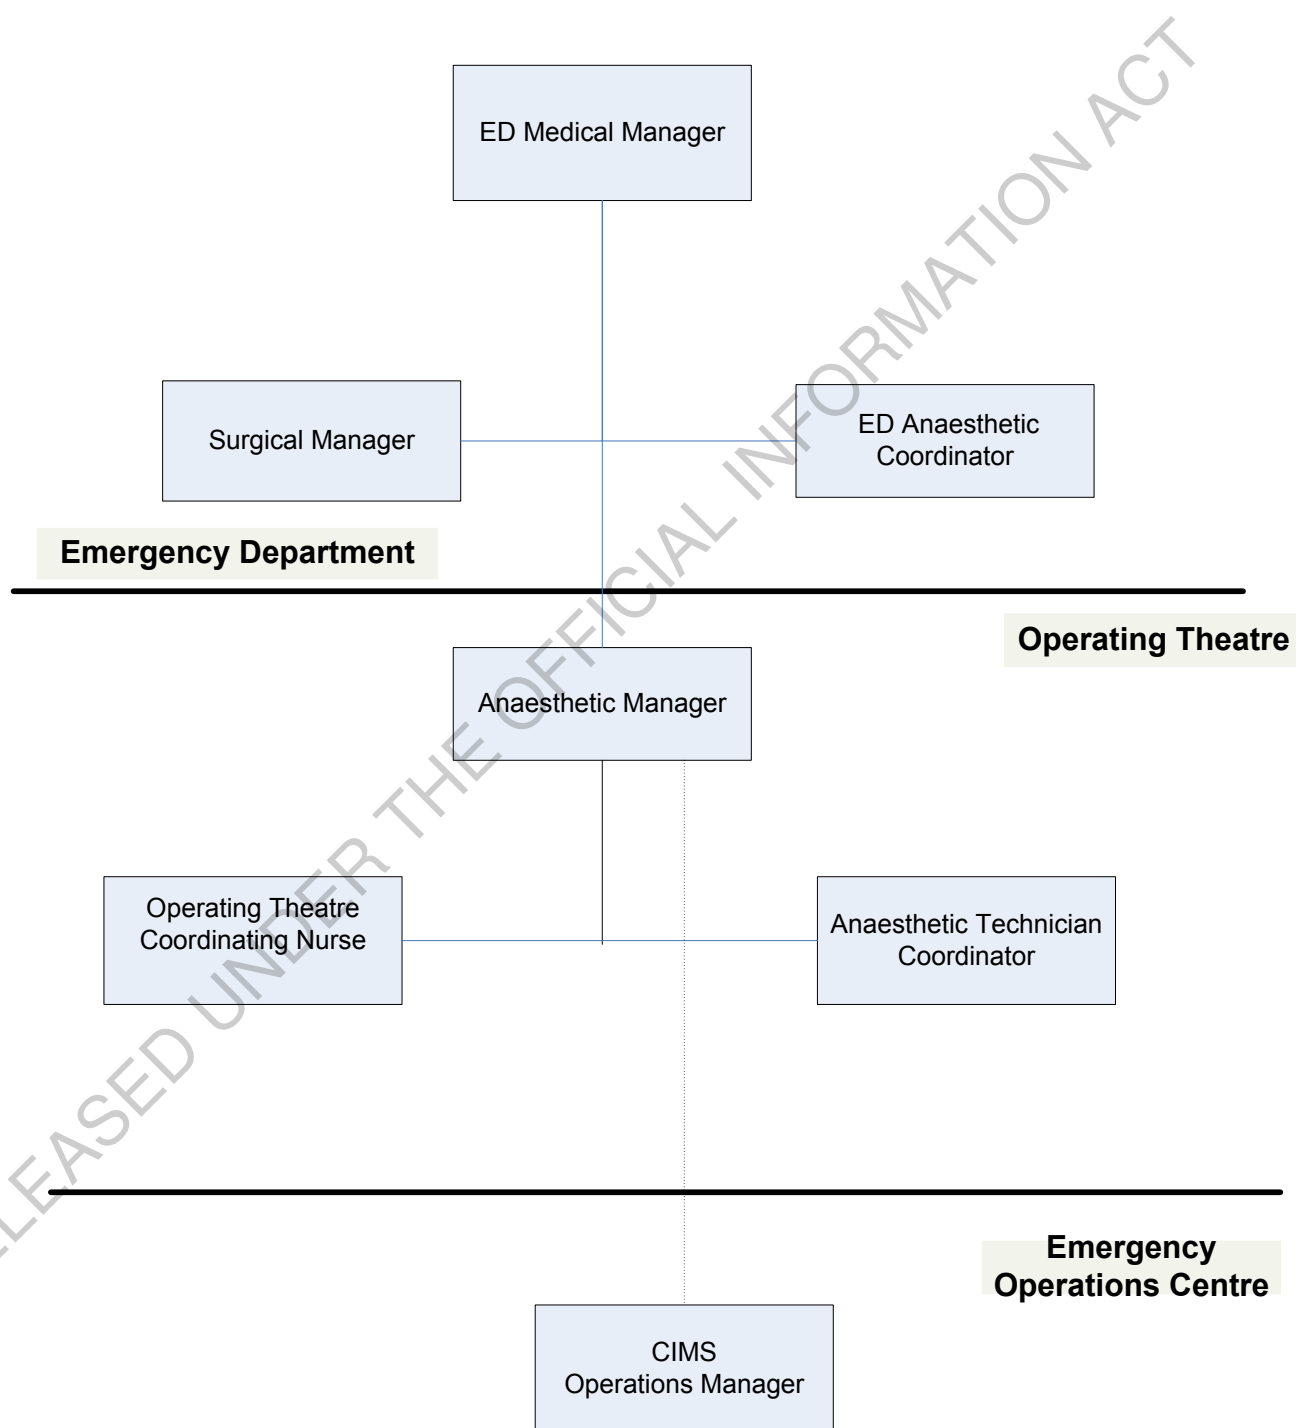 ED Medical Manager
Surgical Manager
ED Anaesthetic
Coordinator
Emergency Department
Operating Theatre
Anaesthetic Manager
Operating Theatre
Coordinating Nurse
Anaesthetic Technician
Coordinator
Emergency
Operations Centre
CIMS
Operations Manager
LEASED UNDER THE OFFICIAL INFORMATION ACT